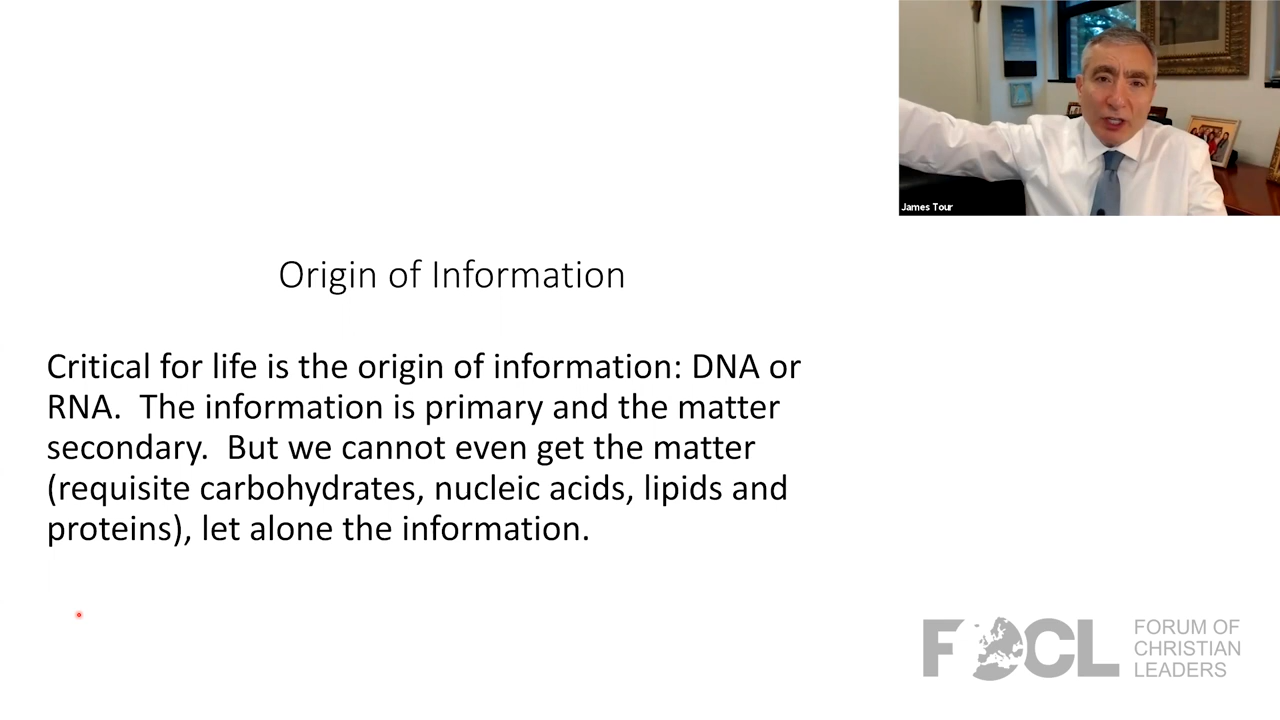 James Tour
Origin of Information
Critical for life is the origin of information: DNA or
RNA.  The information is primary and the matter
secondary.  But we cannot even get the matter
(requisite carbohydrates, nucleic acids, lipids and
proteins), let alone the information.
FOCL
FORUM OF
CHRISTIAN
LEADERS